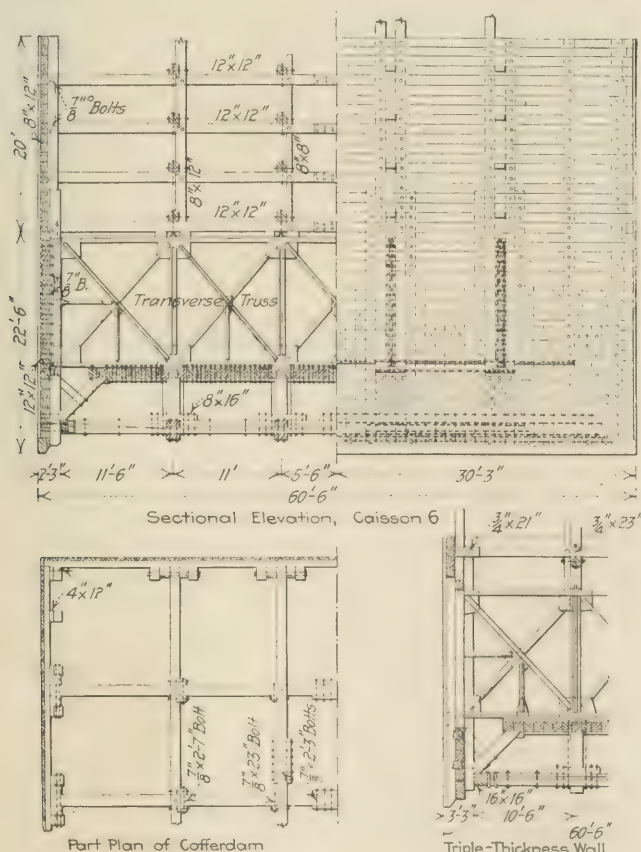 12"x12"
7/8" Bolts
8"x12"
12"x12"
20'
8"x12"
8"x8"
12"x12"
7/8" B.
Transverse Truss
22'-6"
12"x12"
8"x16"
2'-3"
11'-6"
11'
5'-6"
30'-3"
60'-6"
Sectional Elevation, Caisson 6
3/4"x21"
3/4"x23"
4"x12"
7/8"x2'-7" Bolt
7/8"x23" Bolt
7/8"x2'-3" Bolts
16"x16"
3'-3"
10'-6"
60'-6"
Part Plan of Cofferdam
Triple-Thickness Wall